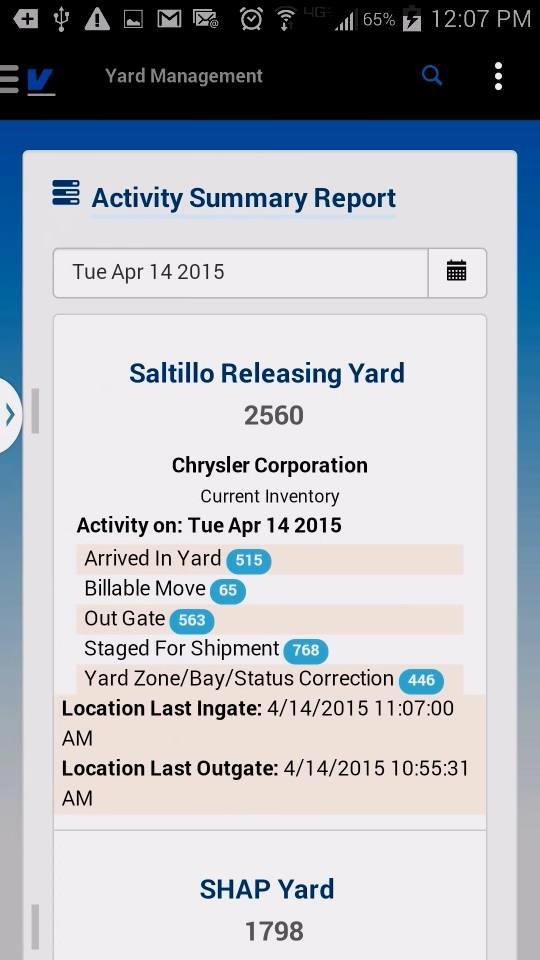 4G 65% 12:07 PM
Yard Management
Activity Summary Report
Tue Apr 14 2015
Saltillo Releasing Yard
2560
Chrysler Corporation
Current Inventory
Activity on: Tue Apr 14 2015
Arrived In Yard 515
Billable Move 65
Out Gate 563
Staged For Shipment 768
Yard Zone/Bay/Status Correction 446
Location Last Ingate: 4/14/2015 11:07:00
AM
Location Last Outgate: 4/14/2015 10:55:31
AM
SHAP Yard
1798